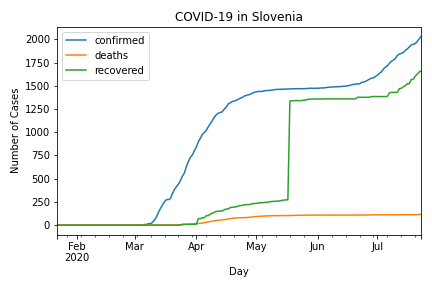 COVID-19 in Slovenia
confirmed
deaths
recovered
Number of Cases
2000
1750
1500
1250
1000
750
500
250
0
Feb
2020
Mar
Apr
May
Jun
Jul
Day